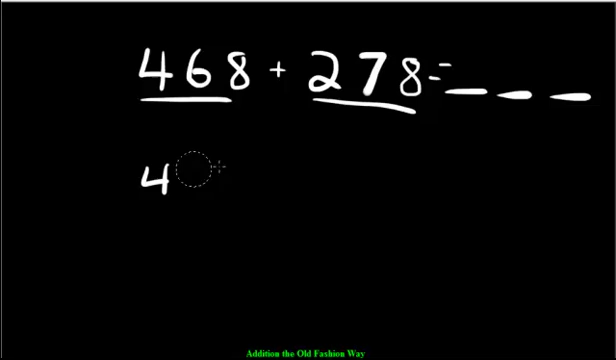 468 + 278 = _ _ _
4
Addition the Old Fashion Way